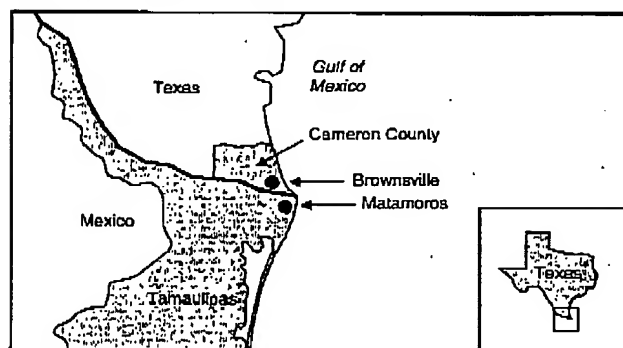 Texas
Gulf of
Mexico
Cameron County
Brownsville
Matamoros
Mexico
Tamaulipas
Texas